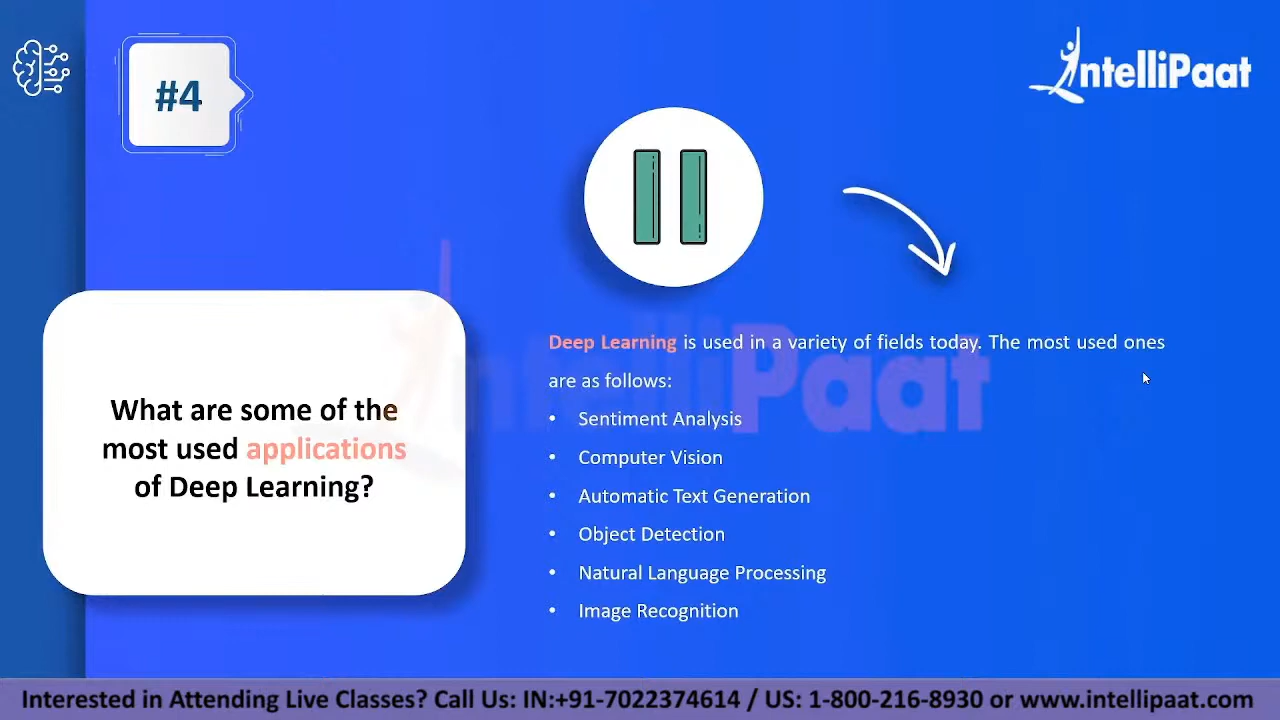 #4
IntelliPaat
What are some of the
most used applications
of Deep Learning?
Deep Learning is used in a variety of fields today. The most used ones
are as follows:
• Sentiment Analysis
• Computer Vision
• Automatic Text Generation
• Object Detection
• Natural Language Processing
• Image Recognition
IntelliPaat
Interested in Attending Live Classes? Call Us: IN:+91-7022374614 / US: 1-800-216-8930 or www.intellipaat.com